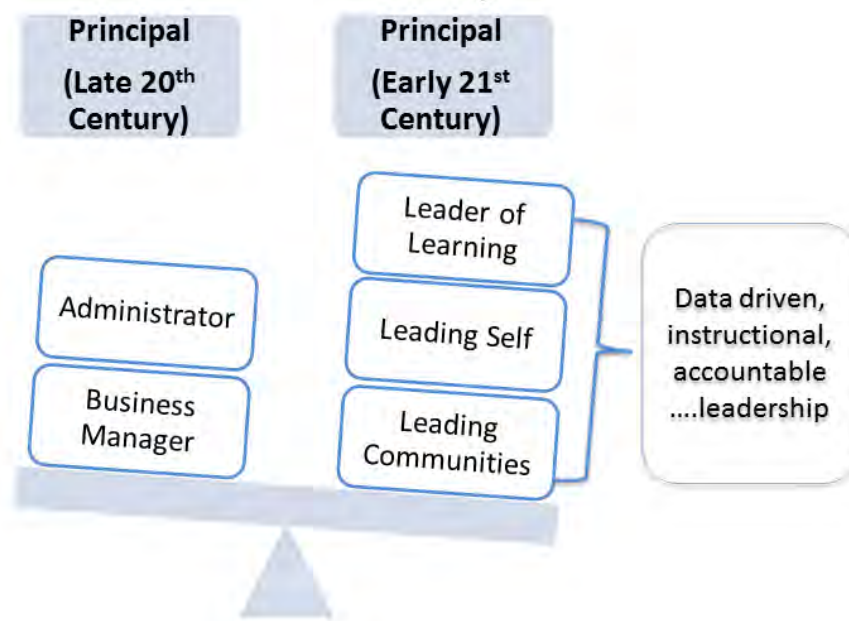 Principal
(Late 20th
Century)
Principal
(Early 21st
Century)
Administrator
Business
Manager
Leader of
Learning
Leading Self
Leading
Communities
Data driven,
instructional,
accountable
....leadership